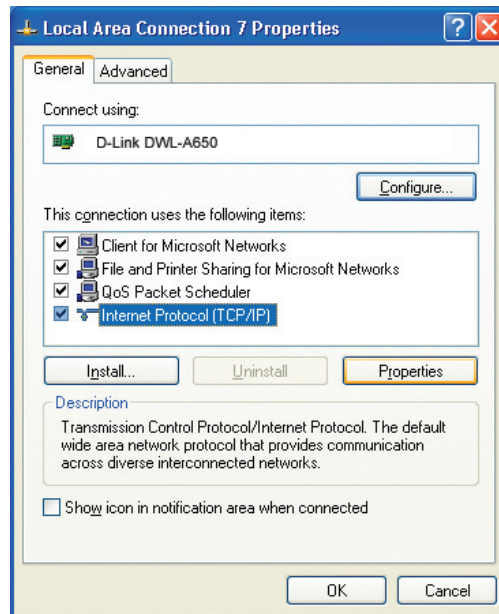 Local Area Connection 7 Properties
General Advanced
Connect using:
D-Link DWL-A650
Configure...
This connection uses the following items:
Client for Microsoft Networks
File and Printer Sharing for Microsoft Networks
QoS Packet Scheduler
Internet Protocol (TCP/IP)
Install... Uninstall Properties
Description
Transmission Control Protocol/Internet Protocol. The default
wide area network protocol that provides communication
across diverse interconnected networks.
Show icon in notification area when connected
OK Cancel